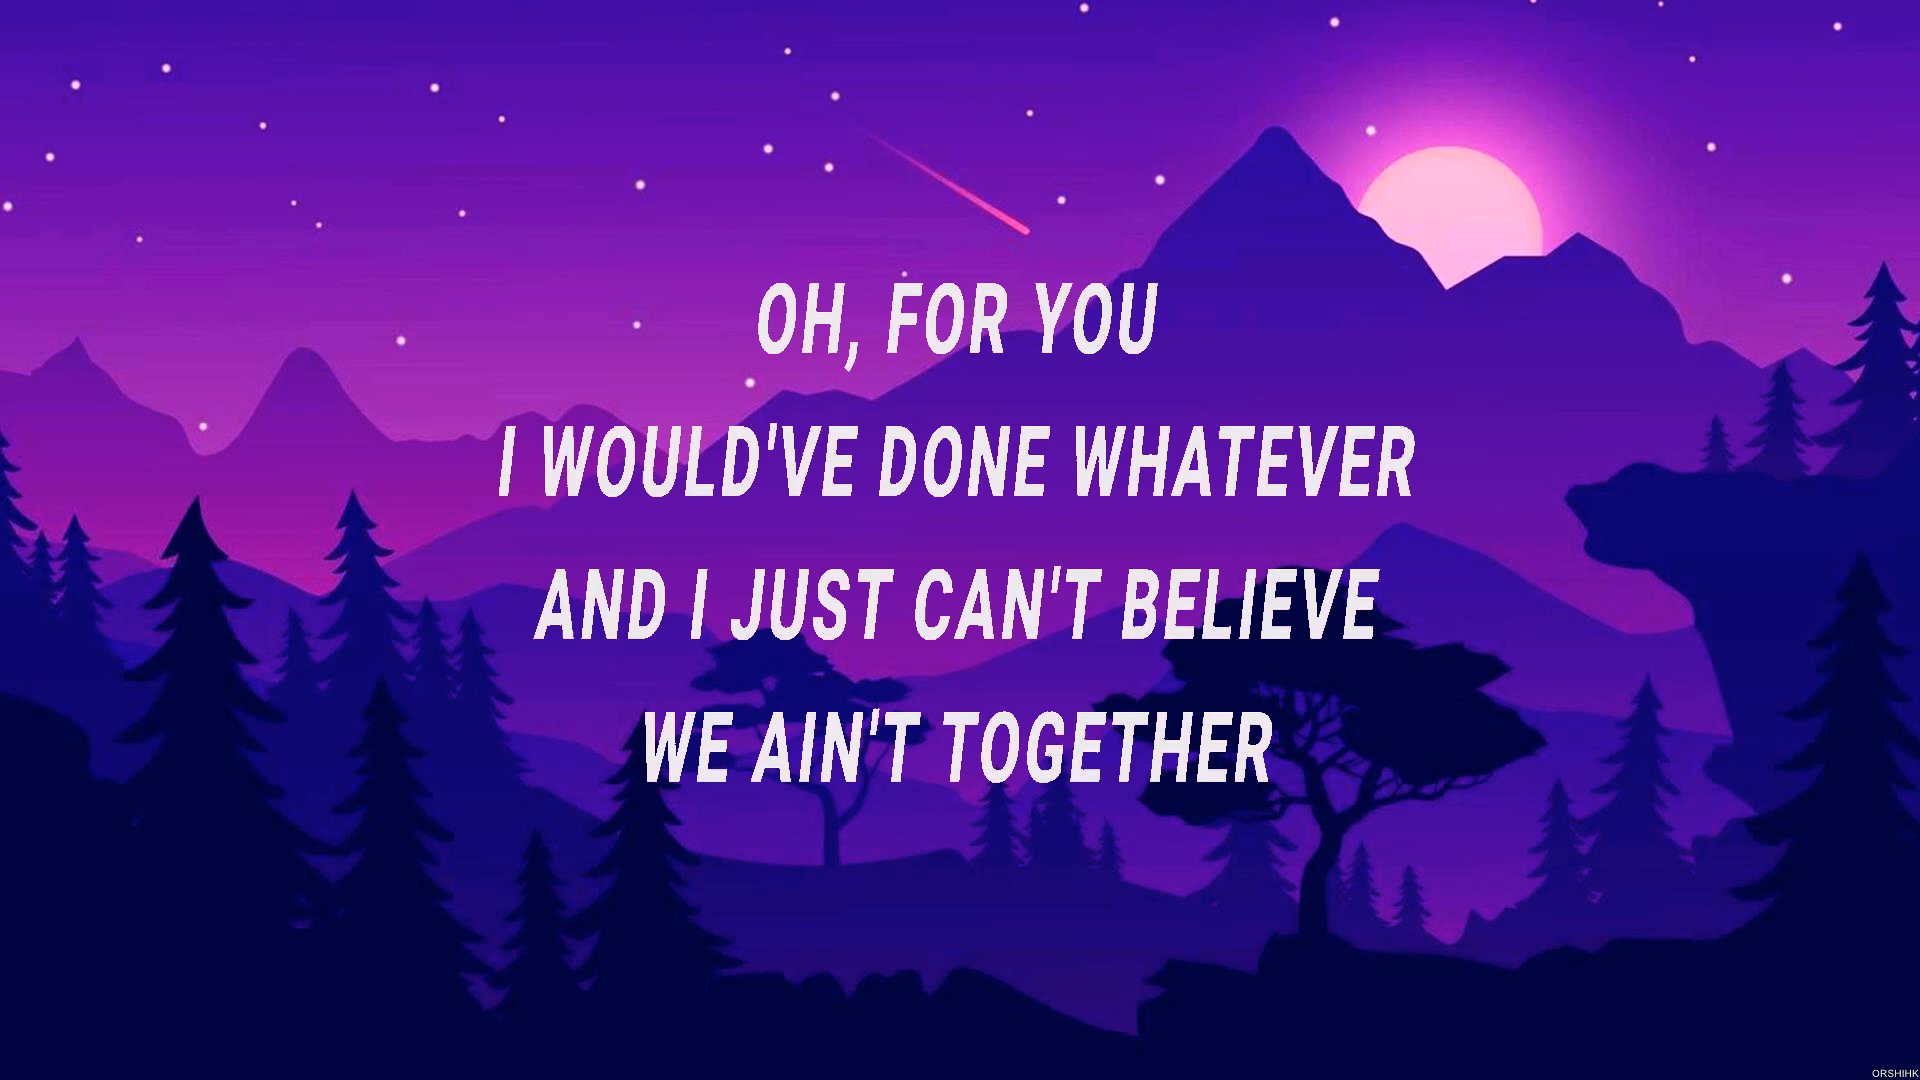 OH, FOR YOU
I WOULD'VE DONE WHATEVER
AND I JUST CAN'T BELIEVE
WE AIN'T TOGETHER
ORSHIHK